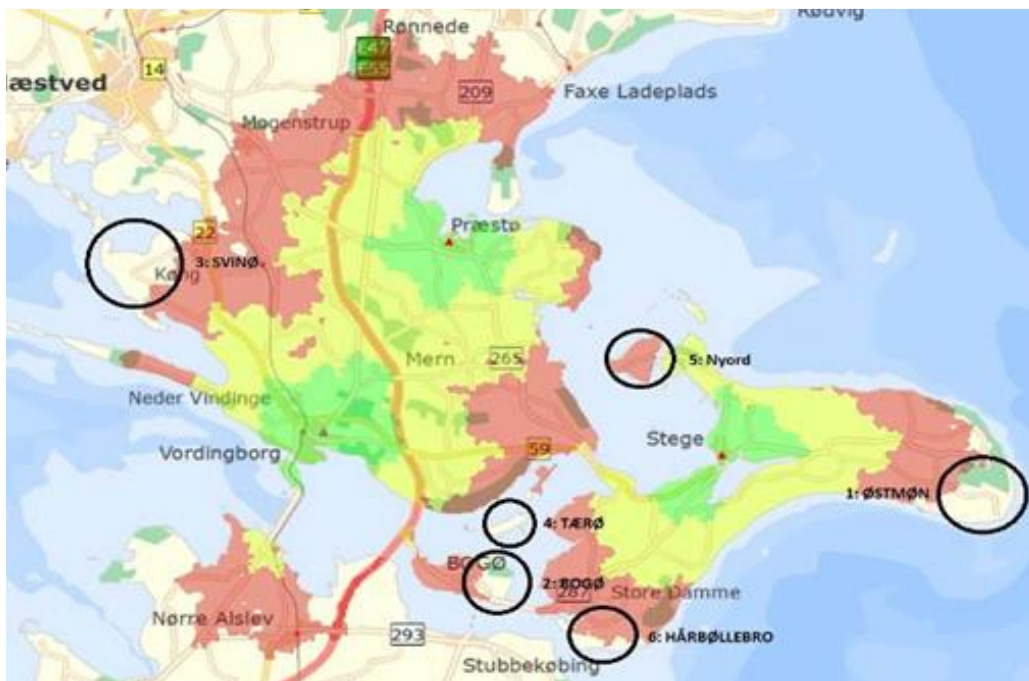 Rødvig
Rønnede
E47
E55
14
æstved
209
Faxe Ladeplads
Mogenstrup
Præstø
22
3: SVINØ
Køng
Mern
265
5: Nyord
Neder Vindinge
Stege
Vordingborg
59
1: ØSTMØN
4: TÆRØ
BOGØ
2: BOGØ
287
Store Damme
Nørre Alslev
293
6: HÅRBØLLEBRO
Stubbekøbing